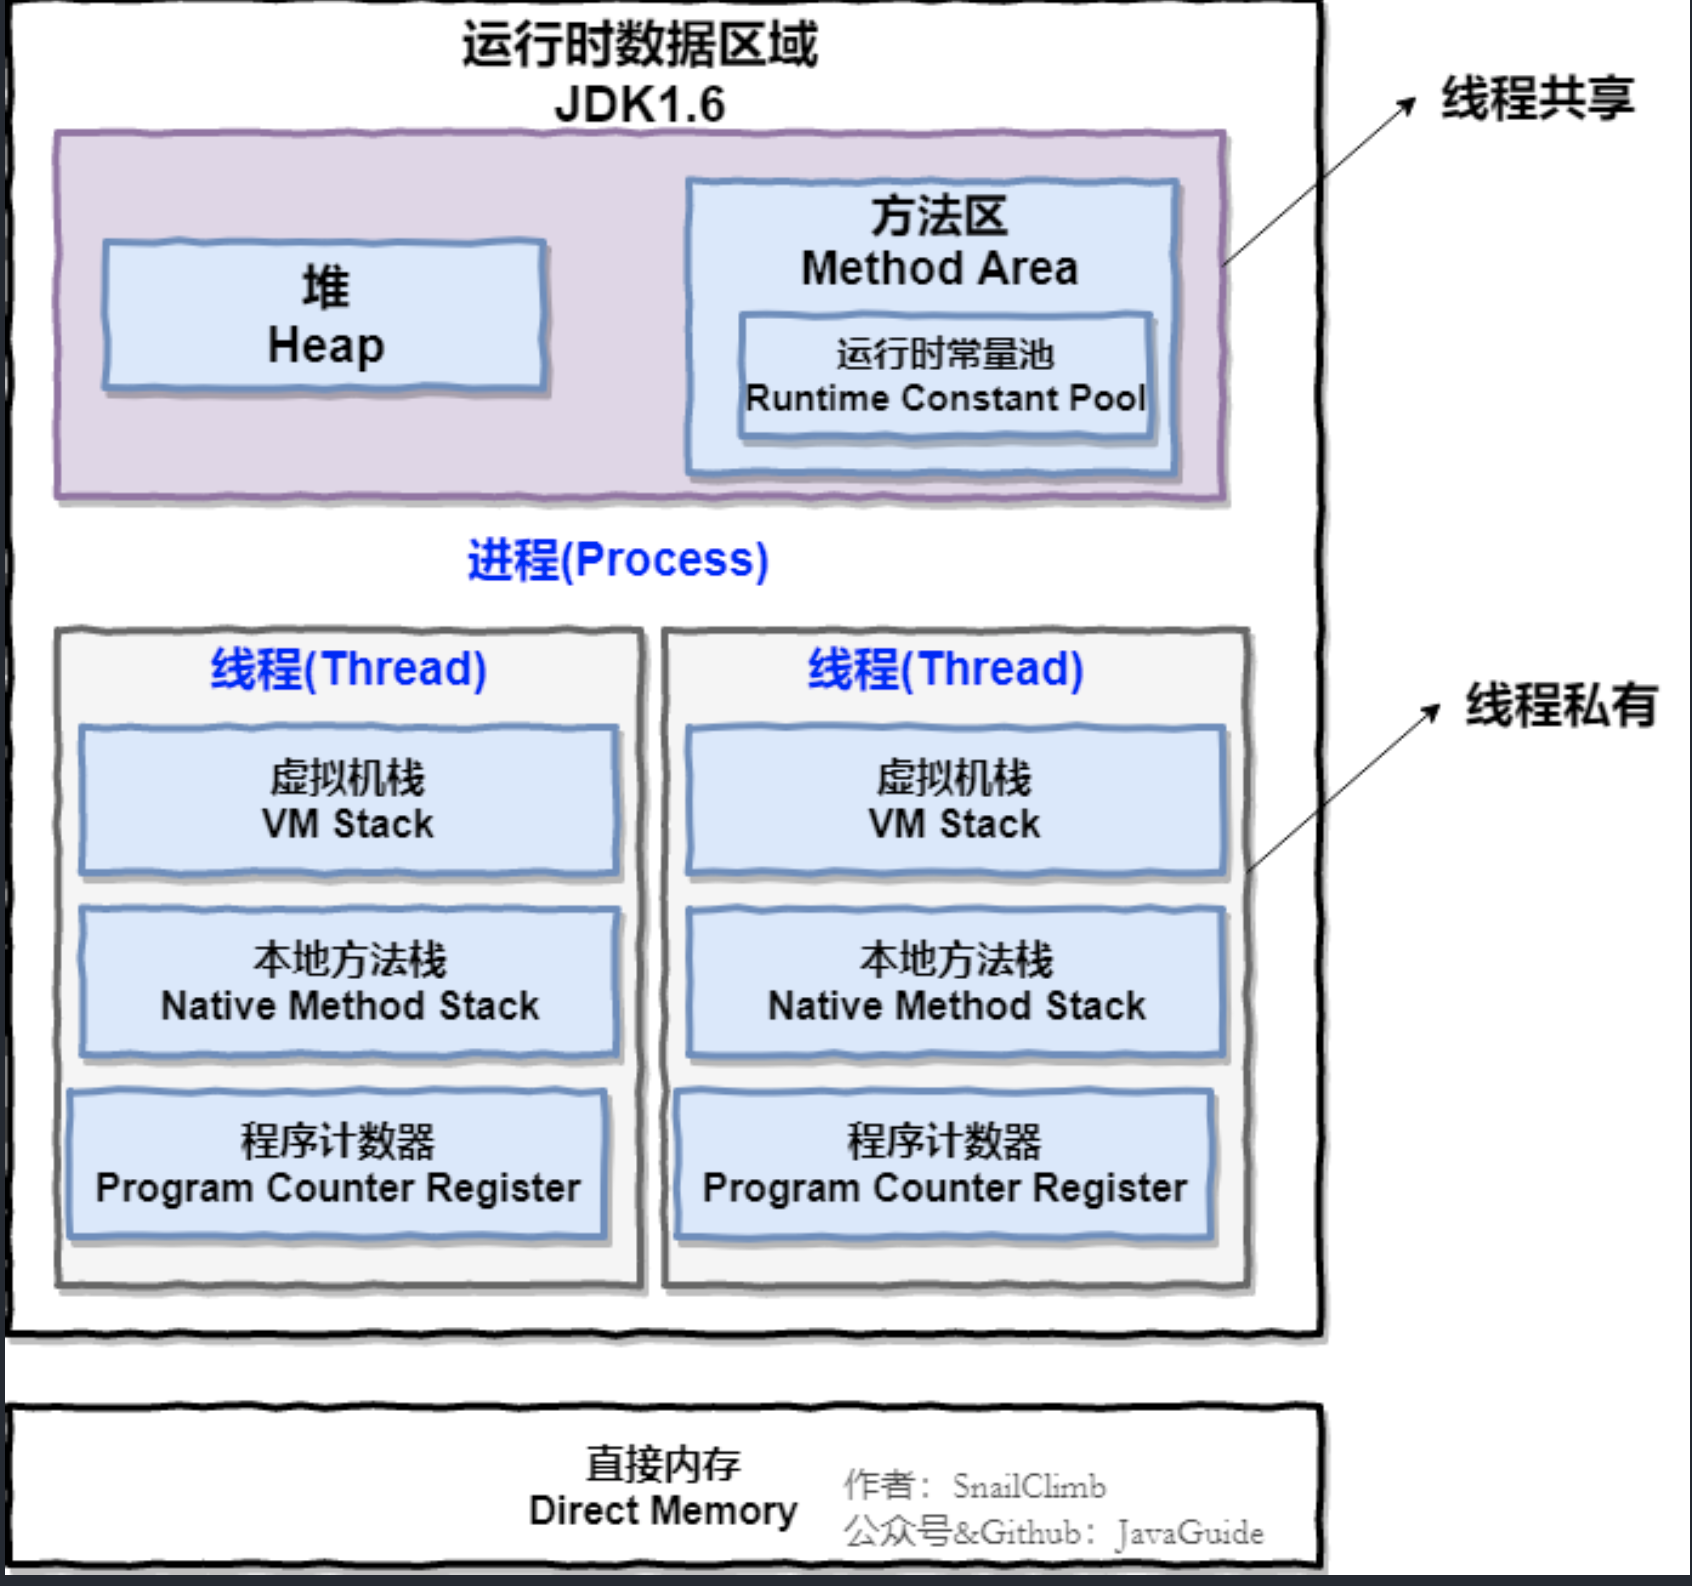 运行时数据区域
JDK1.6
线程共享
堆
Heap
方法区
Method Area
运行时常量池
Runtime Constant Pool
进程(Process)
线程(Thread)
虚拟机栈
VM Stack
本地方法栈
Native Method Stack
程序计数器
Program Counter Register
线程(Thread)
虚拟机栈
VM Stack
本地方法栈
Native Method Stack
程序计数器
Program Counter Register
线程私有
直接内存
Direct Memory
作者：SnailClimb
公众号&Github：JavaGuide